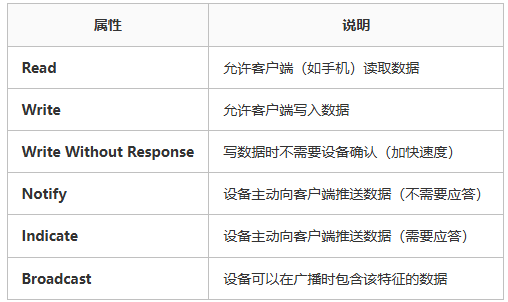 属性 说明
Read 允许客户端（如手机）读取数据
Write 允许客户端写入数据
Write Without Response 写数据时不需要设备确认（加快速度）
Notify 设备主动向客户端推送数据（不需要应答）
Indicate 设备主动向客户端推送数据（需要应答）
Broadcast 设备可以在广播时包含该特征的数据